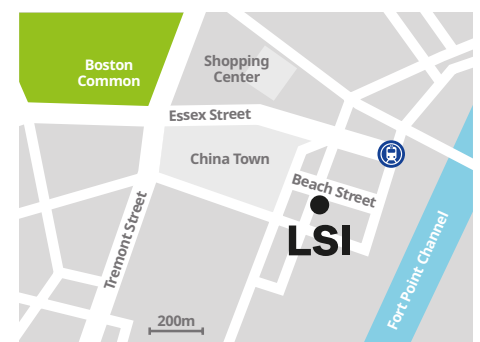 Boston
Common
Shopping
Center
Essex Street
China Town
Beach Street
LSI
Tremont Street
Fort Point Channel
200m